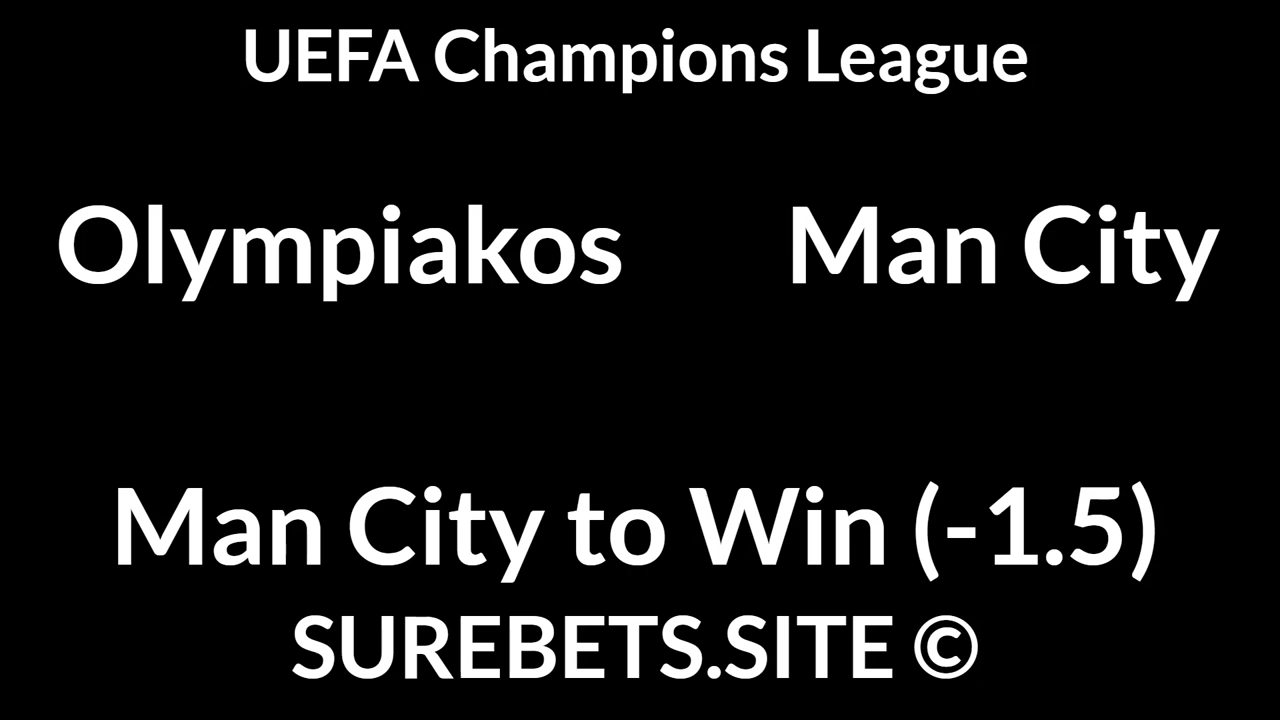 UEFA Champions League
Olympiakos Man City
Man City to Win (-1.5)
SUREBETS.SITE ©